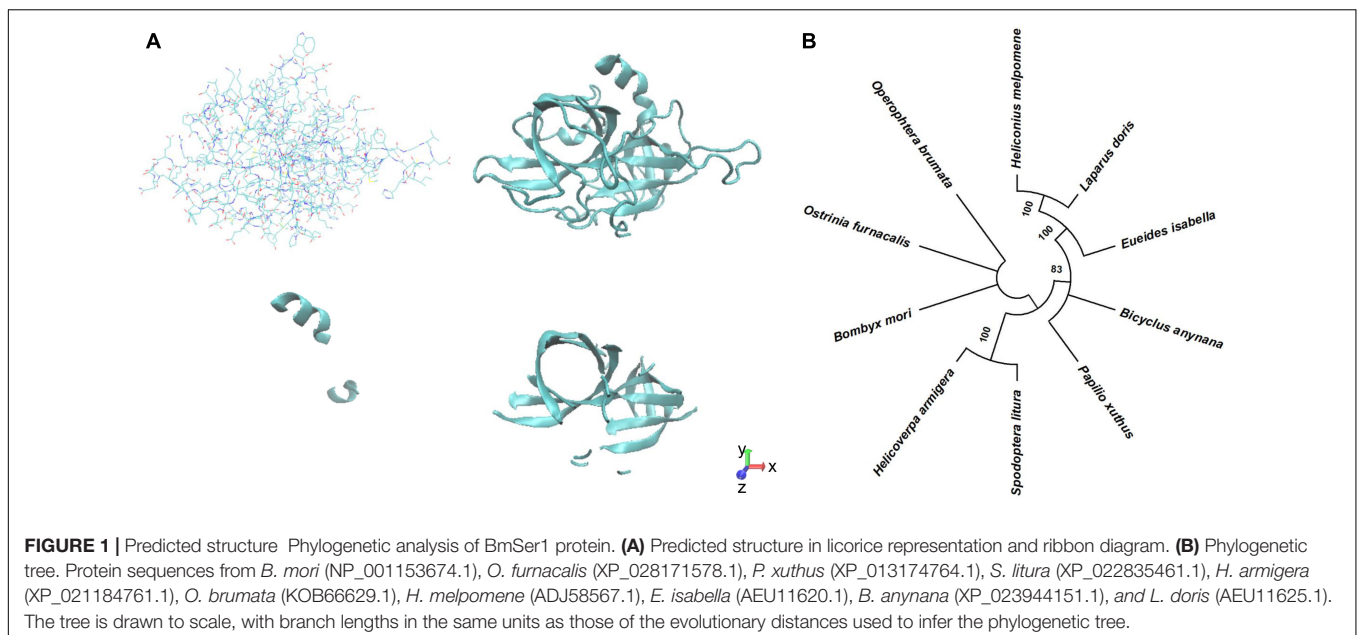 A
B
Heliconius melpomene
Operophtera brumata
Laparus doris
100
Ostrinia furnacalis
100
Eueides isabella
83
Bombyx mori
Bicyclus anynana
100
Helicoverpa armigera
Papilio xuthus
Spodoptera litura
y
x
z
FIGURE 1 | Predicted structure Phylogenetic analysis of BmSer1 protein. (A) Predicted structure in licorice representation and ribbon diagram. (B) Phylogenetic
tree. Protein sequences from B. mori (NP_001153674.1), O. furnacalis (XP_028171578.1), P. xuthus (XP_013174764.1), S. litura (XP_022835461.1), H. armigera
(XP_021184761.1), O. brumata (KOB66629.1), H. melpomene (ADJ58567.1), E. isabella (AEU11620.1), B. anynana (XP_023944151.1), and L. doris (AEU11625.1).
The tree is drawn to scale, with branch lengths in the same units as those of the evolutionary distances used to infer the phylogenetic tree.